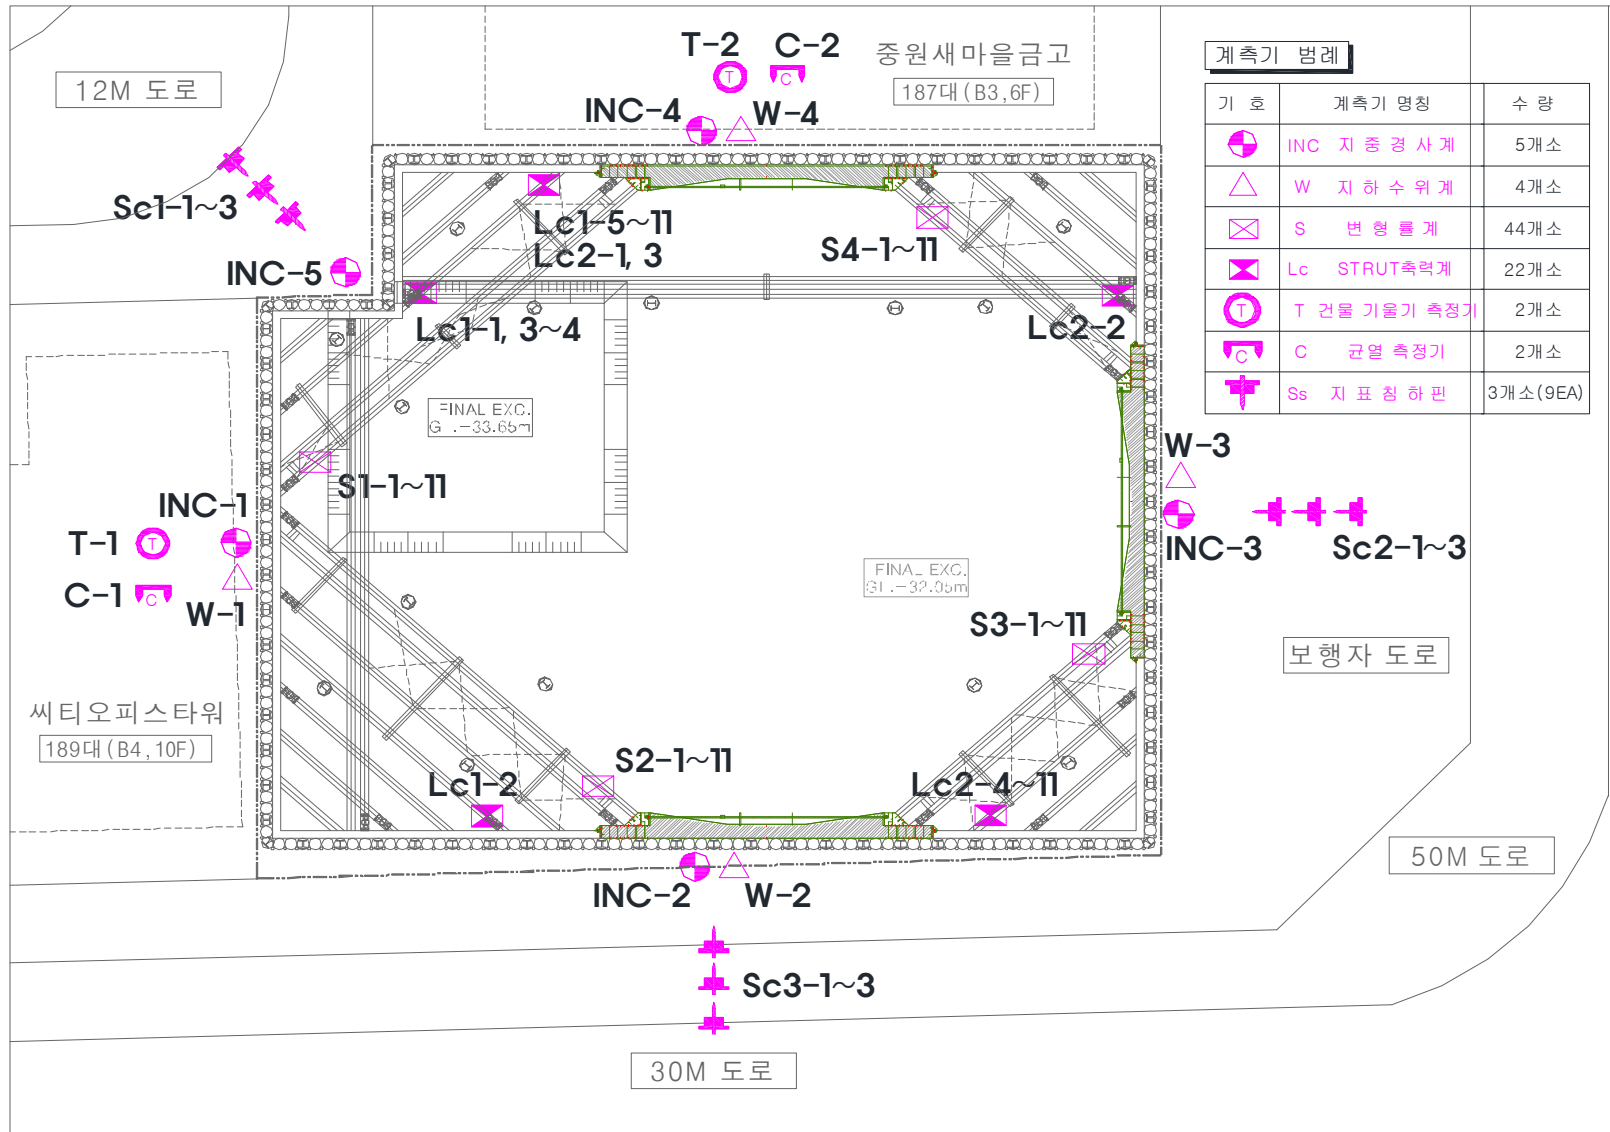 12M 도로
T-2
C-2
T
C
중원새마을금고
187대(B3,6F)
INC-4
W-4
계측기 범례
기 호
계측기 명칭
수 량
INC 지 중 경 사 계
5개소
W 지 하 수 위 계
4개소
S 변 형 률 계
44개소
Lc STRUT축력계
22개소
T
T 건물 기울기 측정기
2개소
C
C 균열 측정기
2개소
Ss 지 표 침 하 핀
3개소(9EA)
Sc1-1~3
INC-5
Lc1-5~11
Lc2-1, 3
S4-1~11
Lc1-1, 3~4
Lc2-2
FINAL EXC.
-33.65m
S1-1~11
INC-1
T-1
T
C-1
C
W-1
W-3
INC-3
Sc2-1~3
EXC.
-32.05m
S3-1~11
보행자 도로
씨티오피스타워
189대(B4,10F)
S2-1~11
Lc1-2
Lc2-4~11
INC-2
W-2
50M 도로
Sc3-1~3
30M 도로